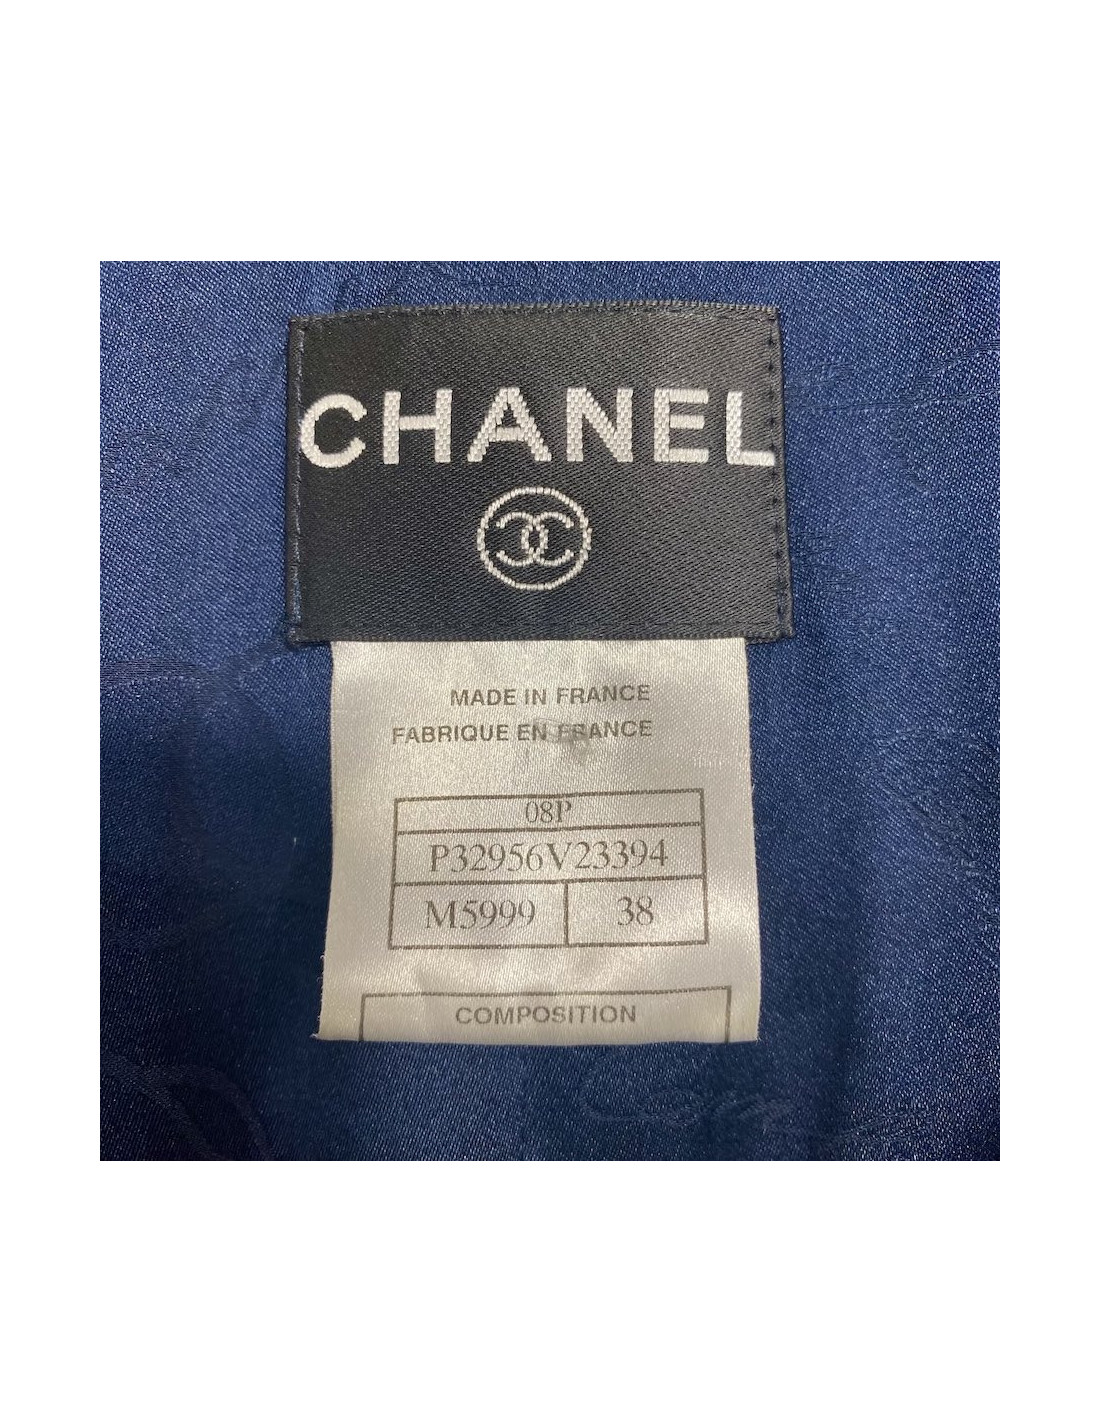 CHANEL
MADE IN FRANCE
FABRIQUE EN FRANCE
08P
P32956V23394
M5999 38
COMPOSITION